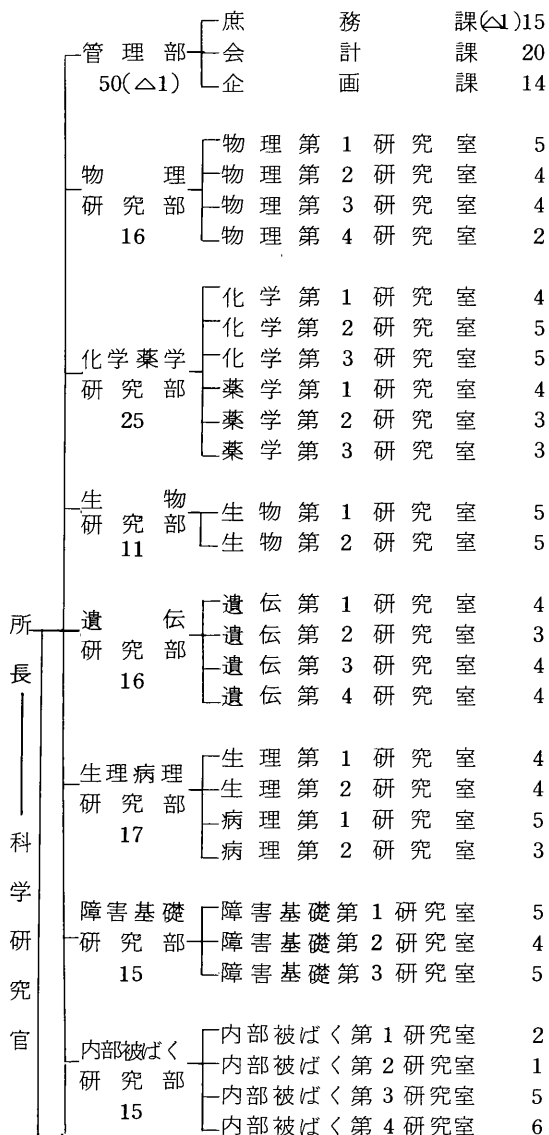 庶務課(△1)15
管理部 会計課 20
50(△1) 企画課 14
物理第1研究室 5
物理 物理第2研究室 4
研究部 物理第3研究室 4
16 物理第4研究室 2
化学第1研究室 4
化学第2研究室 5
化学薬学 化学第3研究室 5
研究部 薬学第1研究室 4
25 薬学第2研究室 3
薬学第3研究室 3
生物
研究部 生物第1研究室 5
11 生物第2研究室 5
遺伝第1研究室 4
遺伝 遺伝第2研究室 3
研究部 遺伝第3研究室 4
16 遺伝第4研究室 4
生理第1研究室 4
生理病理 生理第2研究室 4
研究部 病理第1研究室 5
17 病理第2研究室 3
障害基礎 障害基礎第1研究室 5
研究部 障害基礎第2研究室 4
15 障害基礎第3研究室 5
内部被ばく第1研究室 2
内部被ばく 内部被ばく第2研究室 1
研究部 内部被ばく第3研究室 5
15 内部被ばく第4研究室 6
所長
科学研究官